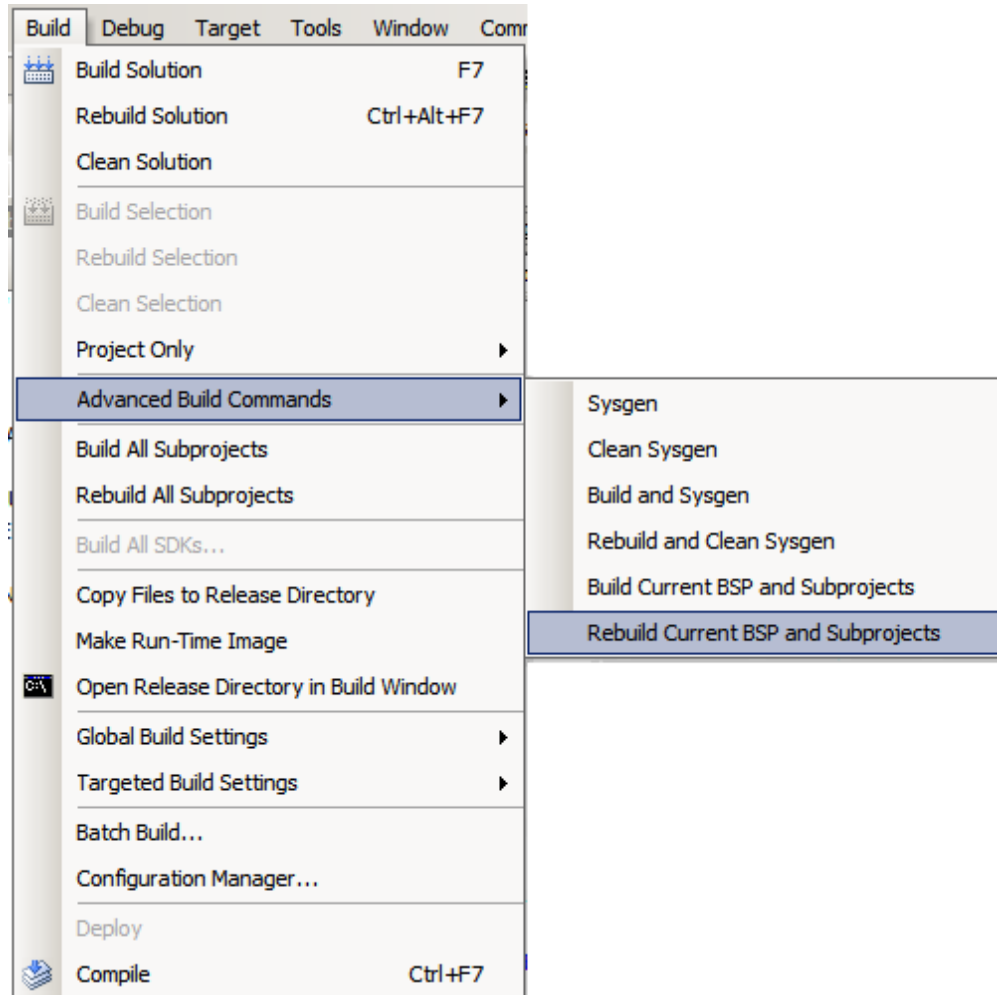 Build Debug Target Tools Window Com
Build Solution F7
Rebuild Solution Ctrl+Alt+F7
Clean Solution
Build Selection
Rebuild Selection
Clean Selection
Project Only
Advanced Build Commands
Build All Subprojects
Rebuild All Subprojects
Build All SDKs...
Copy Files to Release Directory
Make Run-Time Image
C:\ Open Release Directory in Build Window
Global Build Settings
Targeted Build Settings
Batch Build...
Configuration Manager...
Deploy
Compile Ctrl+F7
Sysgen
Clean Sysgen
Build and Sysgen
Rebuild and Clean Sysgen
Build Current BSP and Subprojects
Rebuild Current BSP and Subprojects